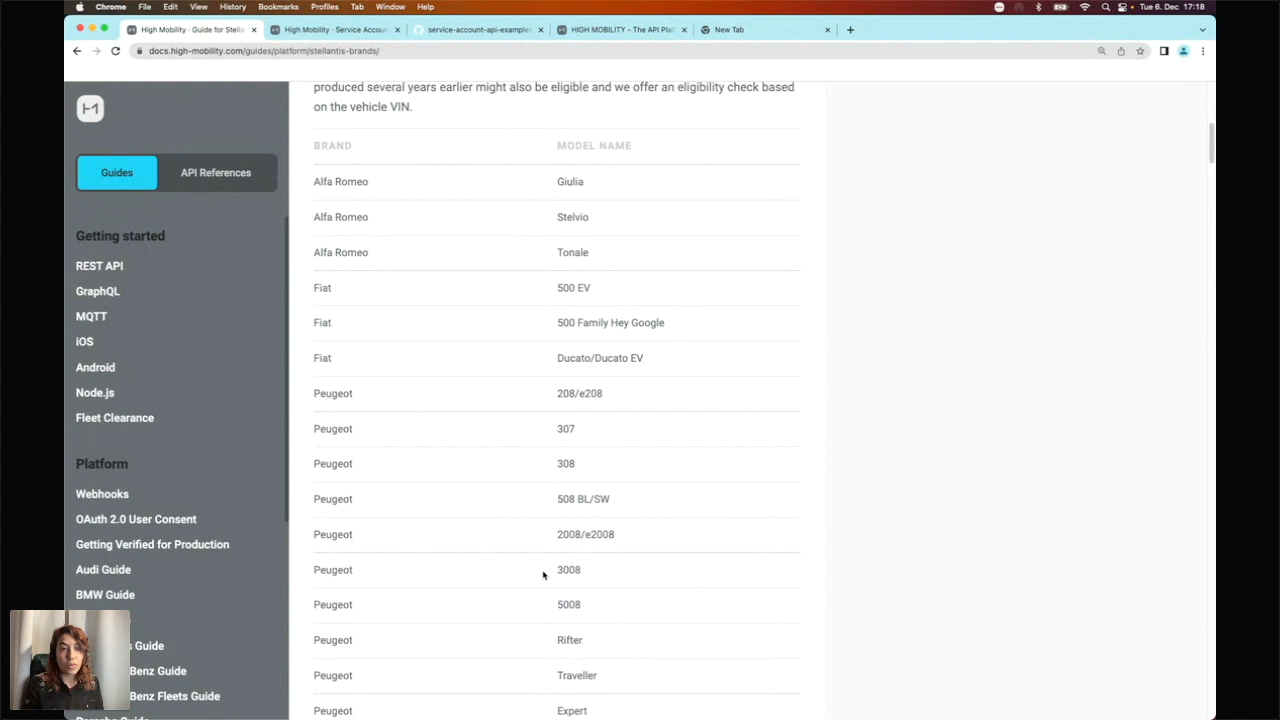 Chrome File Edit View History Bookmarks Profiles Tab Window Help Tue 6. Dec 17:18
High Mobility - Guide for Stella High Mobility - Service Accou service-account-api-examples HIGH MOBILITY - The API Plat New Tab
docs.high-mobility.com/guides/platform/stellantis-brands/
produced several years earlier might also be eligible and we offer an eligibility check based
on the vehicle VIN.
Guides API References
Getting started
REST API
GraphQL
MQTT
iOS
Android
Node.js
Fleet Clearance
Platform
Webhooks
OAuth 2.0 User Consent
Getting Verified for Production
Audi Guide
BMW Guide
s Guide
Benz Guide
Benz Fleets Guide
BRAND MODEL NAME
Alfa Romeo Giulia
Alfa Romeo Stelvio
Alfa Romeo Tonale
Fiat 500 EV
Fiat 500 Family Hey Google
Fiat Ducato/Ducato EV
Peugeot 208/e208
Peugeot 307
Peugeot 308
Peugeot 508 BL/SW
Peugeot 2008/e2008
Peugeot 3008
Peugeot 5008
Peugeot Rifter
Peugeot Traveller
Peugeot Expert